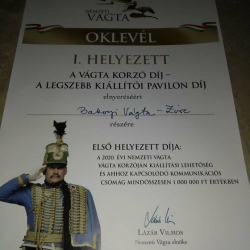 NEMZETI
VÁGTA
OKLEVÉL
I. HELYEZETT
A VÁGTA KORZÓ DÍJ –
A LEGSZEBB KIÁLLÍTÓI PAVILON DÍJ
elnyeréséért
Bakonyi Vágta - Zirc
részére
ELSŐ HELYEZETT DÍJA:
A 2020. ÉVI NEMZETI VÁGTA
VÁGTA KORZÓJÁN KIÁLLÍTÁSI LEHETŐSÉG
ÉS AHHOZ KAPCSOLÓDÓ KOMMUNIKÁCIÓS
CSOMAG MINDÖSSZESEN 1 000 000 FT ÉRTÉKBEN
LÁZÁR VILMOS
Nemzeti Vágta elnöke